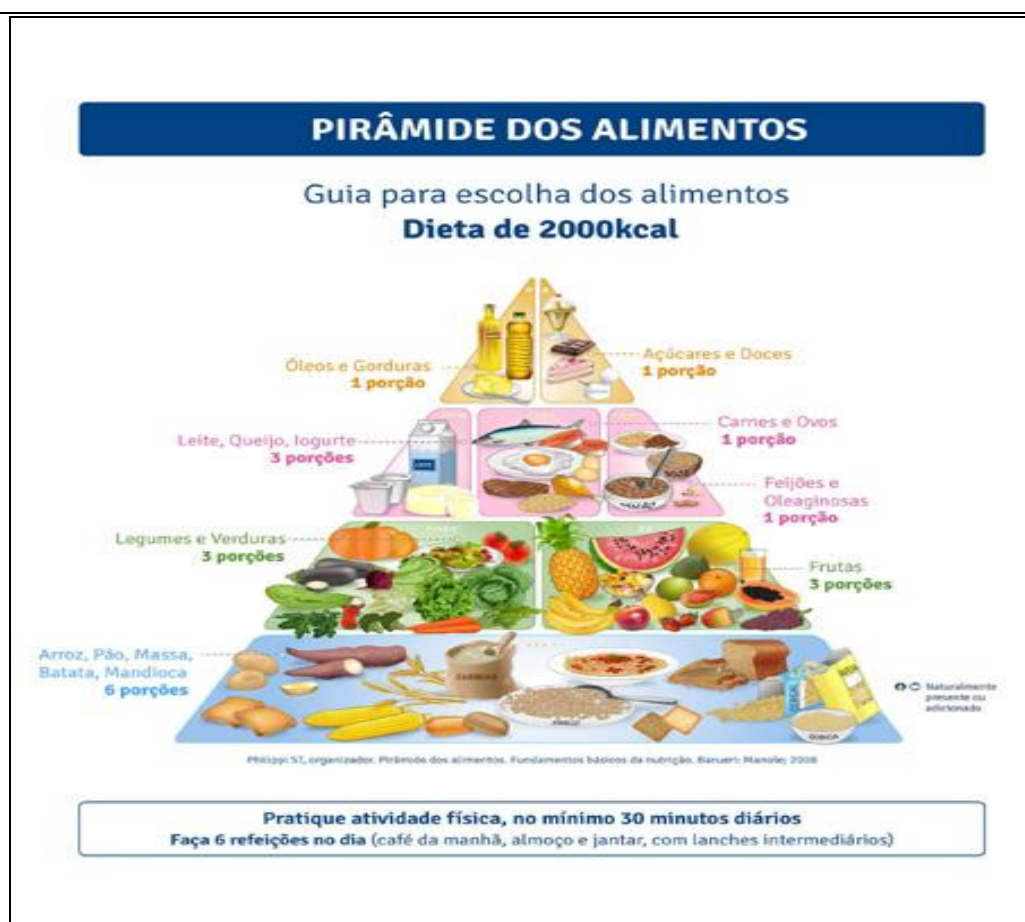 PIRÂMIDE DOS ALIMENTOS
Guia para escolha dos alimentos
Dieta de 2000kcal
Óleos e Gorduras
1 porção
Açúcares e Doces
1 porção
Leite, Queijo, Iogurte
3 porções
Carnes e Ovos
1 porção
LEITE
Feijões e
Oleaginosas
1 porção
Legumes e Verduras
3 porções
Frutas
3 porções
Arroz, Pão, Massa,
Batata, Mandioca
6 porções
CEREAL
Naturalmente
presente ou
adicionado
Philippi ST, organizador. Pirâmide dos alimentos. Fundamentos básicos da nutrição. Barueri: Manole; 2008
Pratique atividade física, no mínimo 30 minutos diários
Faça 6 refeições no dia (café da manhã, almoço e jantar, com lanches intermediários)